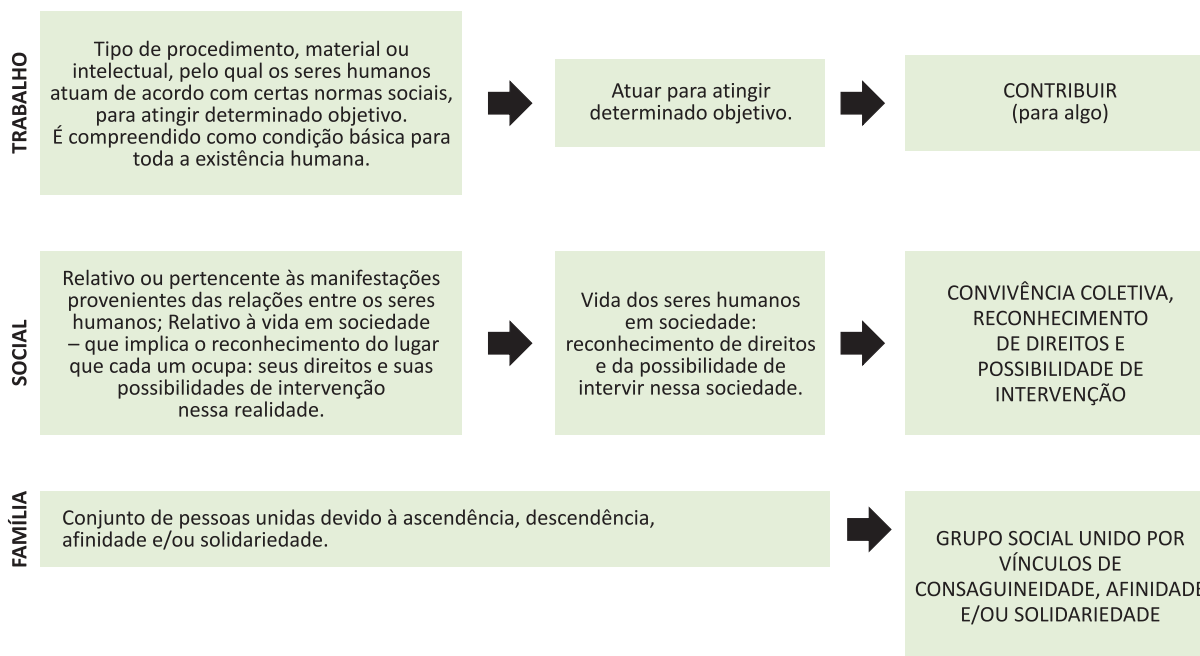 TRABALHO
Tipo de procedimento, material ou
intelectual, pelo qual os seres humanos
atuam de acordo com certas normas sociais,
para atingir determinado objetivo.
É compreendido como condição básica para
toda a existência humana.
Atuar para atingir
determinado objetivo.
CONTRIBUIR
(para algo)
SOCIAL
Relativo ou pertencente às manifestações
provenientes das relações entre os seres
humanos; Relativo à vida em sociedade
– que implica o reconhecimento do lugar
que cada um ocupa: seus direitos e suas
possibilidades de intervenção
nessa realidade.
Vida dos seres humanos
em sociedade:
reconhecimento de direitos
e da possibilidade de
intervir nessa sociedade.
CONVIVÊNCIA COLETIVA,
RECONHECIMENTO
DE DIREITOS E
POSSIBILIDADE DE
INTERVENÇÃO
FAMÍLIA
Conjunto de pessoas unidas devido à ascendência, descendência,
afinidade e/ou solidariedade.
GRUPO SOCIAL UNIDO POR
VÍNCULOS DE
CONSAGUINEIDADE, AFINIDADE
E/OU SOLIDARIEDADE